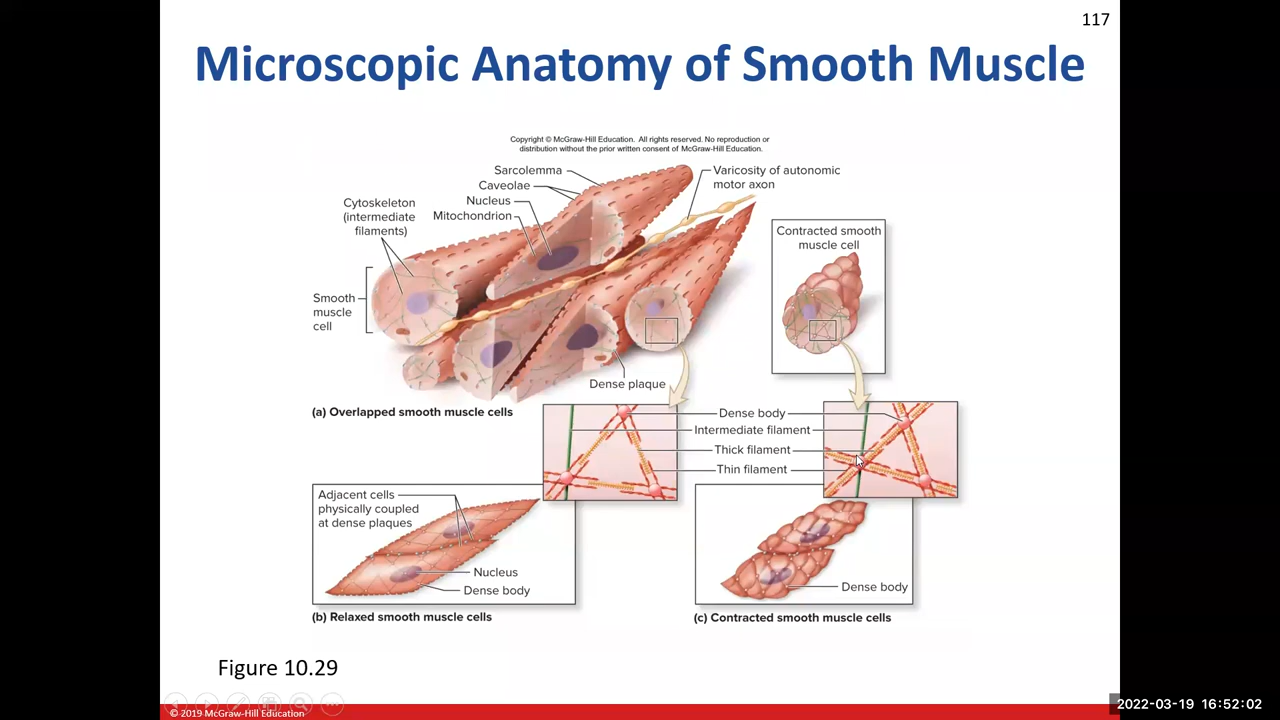 117
Microscopic Anatomy of Smooth Muscle
Copyright © McGraw-Hill Education. All rights reserved. No reproduction or
distribution without the prior written consent of McGraw-Hill Education.
Sarcolemma
Caveolae
Nucleus
Mitochondrion
Varicosity of autonomic
motor axon
Cytoskeleton
(intermediate
filaments)
Contracted smooth
muscle cell
Smooth
muscle
cell
Dense plaque
(a) Overlapped smooth muscle cells
Dense body
Intermediate filament
Thick filament
Thin filament
Adjacent cells
physically coupled
at dense plaques
Nucleus
Dense body
Dense body
(b) Relaxed smooth muscle cells
(c) Contracted smooth muscle cells
Figure 10.29
© 2019 McGraw-Hill Education
2022-03-19 16:52:02